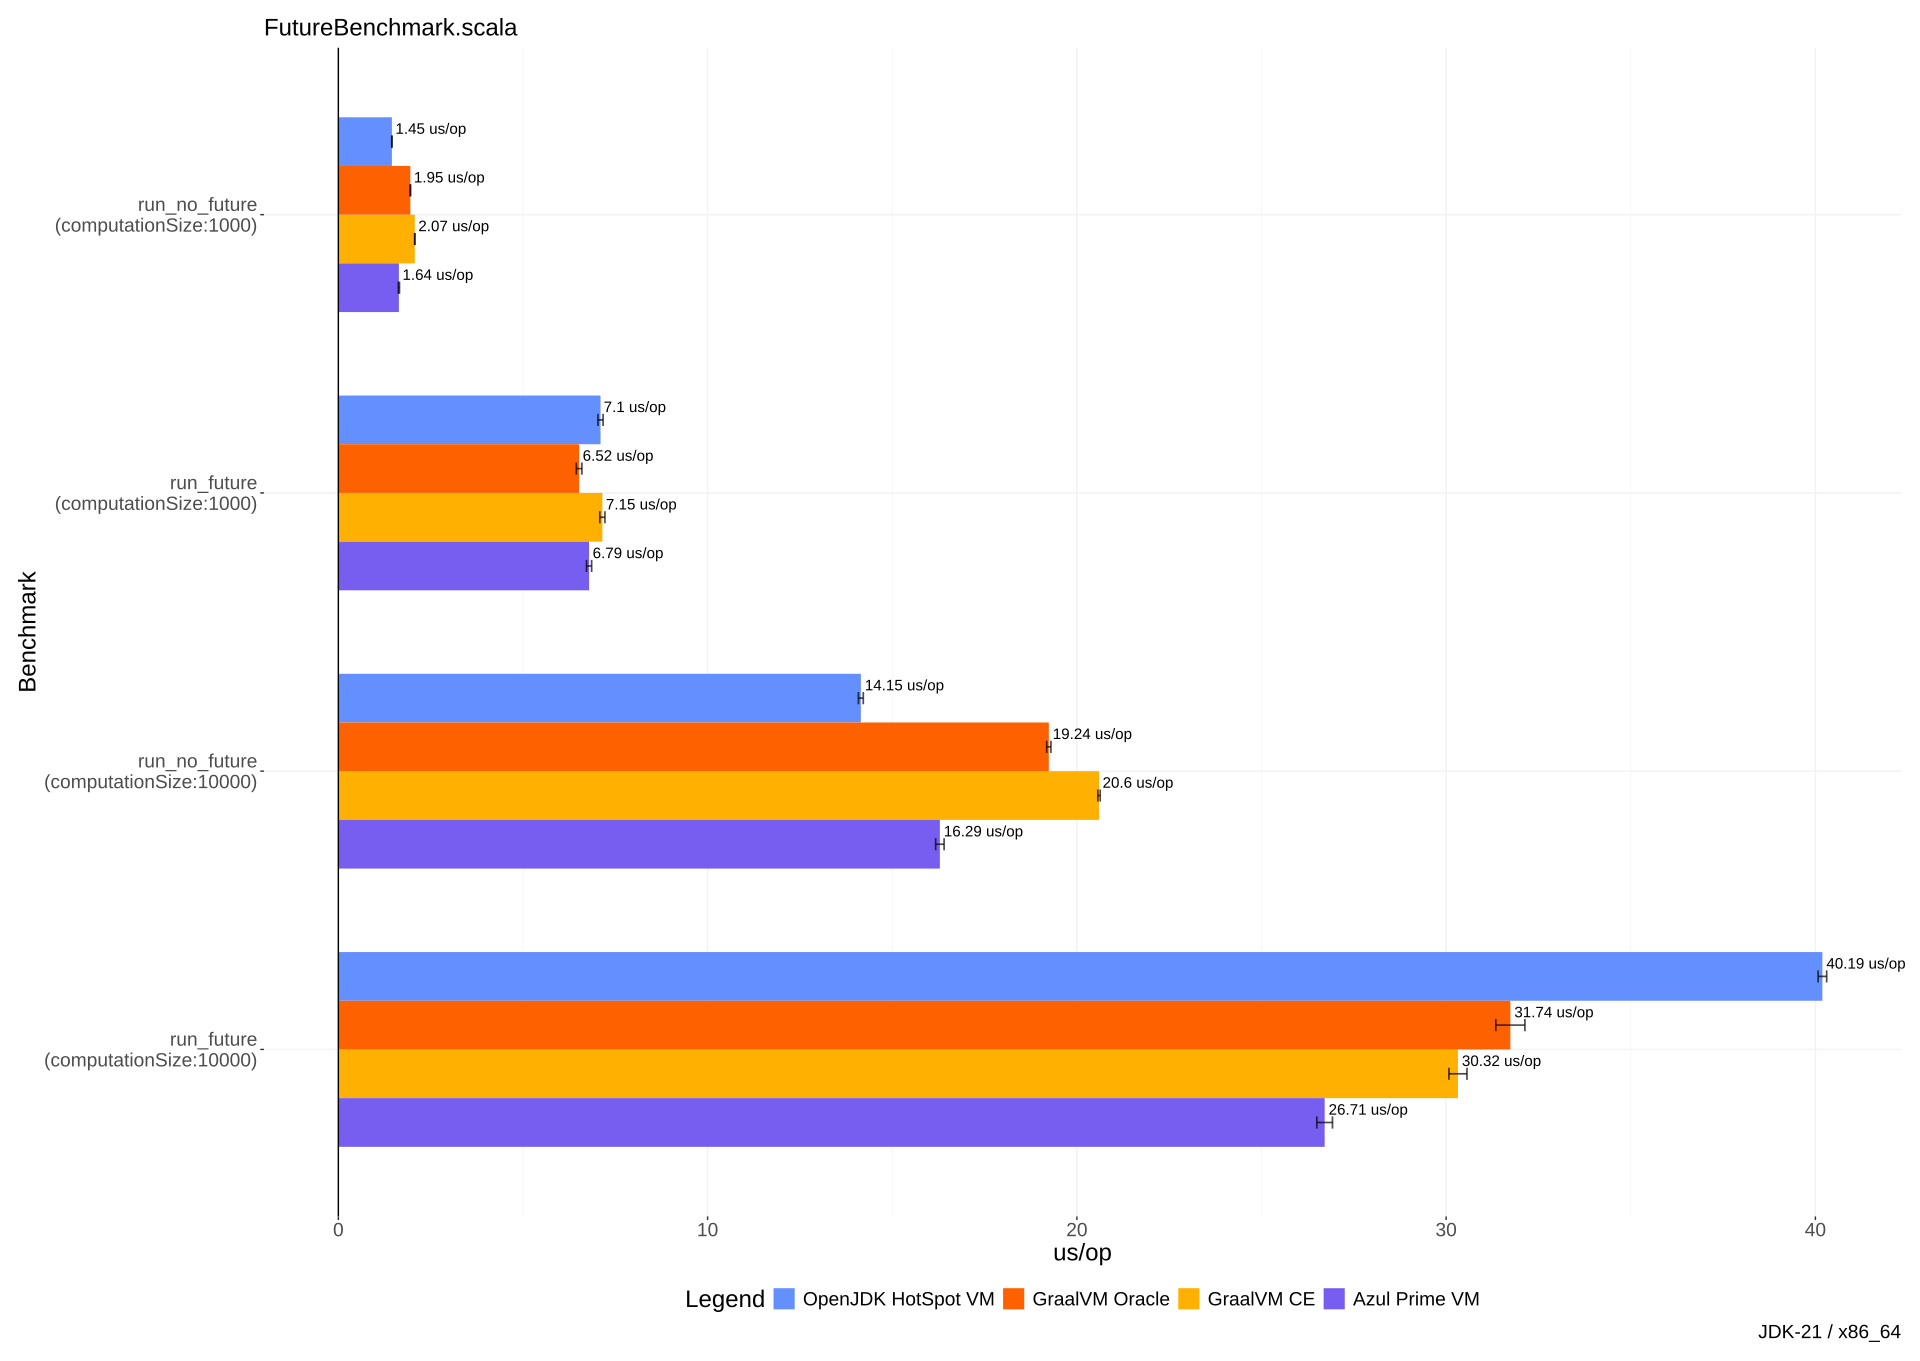 FutureBenchmark.scala
1.45 us/op
1.95 us/op
run_no_future
(computationSize:1000)
2.07 us/op
1.64 us/op
7.1 us/op
6.52 us/op
run_future
(computationSize:1000)
7.15 us/op
6.79 us/op
Benchmark
14.15 us/op
19.24 us/op
run_no_future
(computationSize:10000)
20.6 us/op
16.29 us/op
40.19 us/op
31.74 us/op
run_future
(computationSize:10000)
30.32 us/op
26.71 us/op
0 10 20 30 40
us/op
Legend OpenJDK HotSpot VM GraalVM Oracle GraalVM CE Azul Prime VM
JDK-21 / x86_64